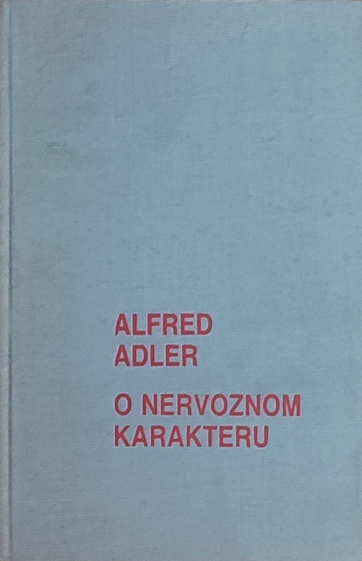 ALFRED
ADLER
O NERVOZNOM
KARAKTERU